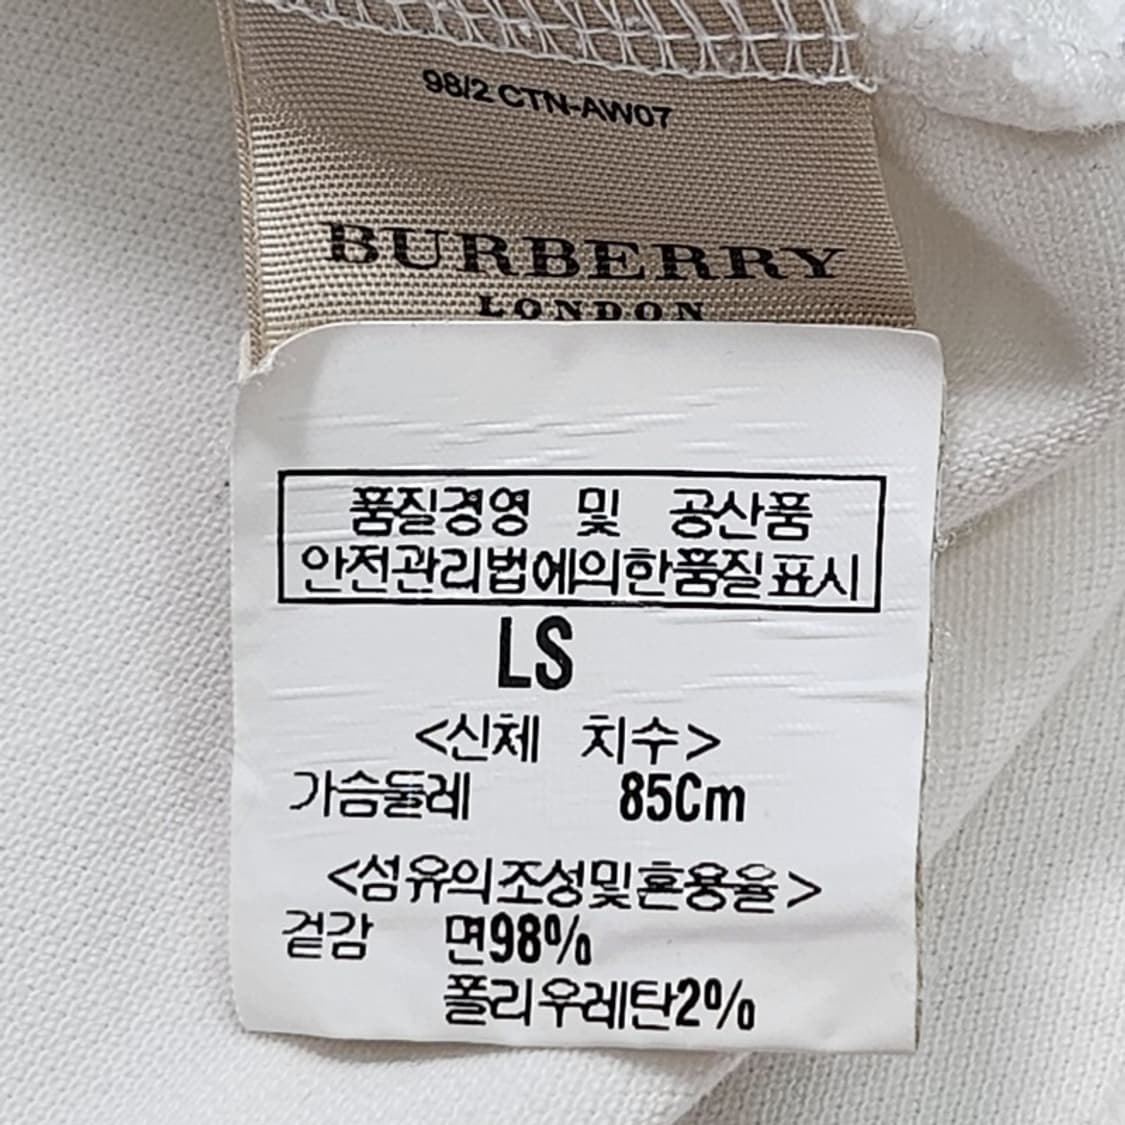 98/2 CTN-AW07
BURBERRY
LONDON
품질경영 및 공산품
안전관리법에의한품질표시
LS
<신체 치수>
가슴둘레 85Cm
<섬유의조성및혼용율>
겉감 면98%
폴리우레탄2%